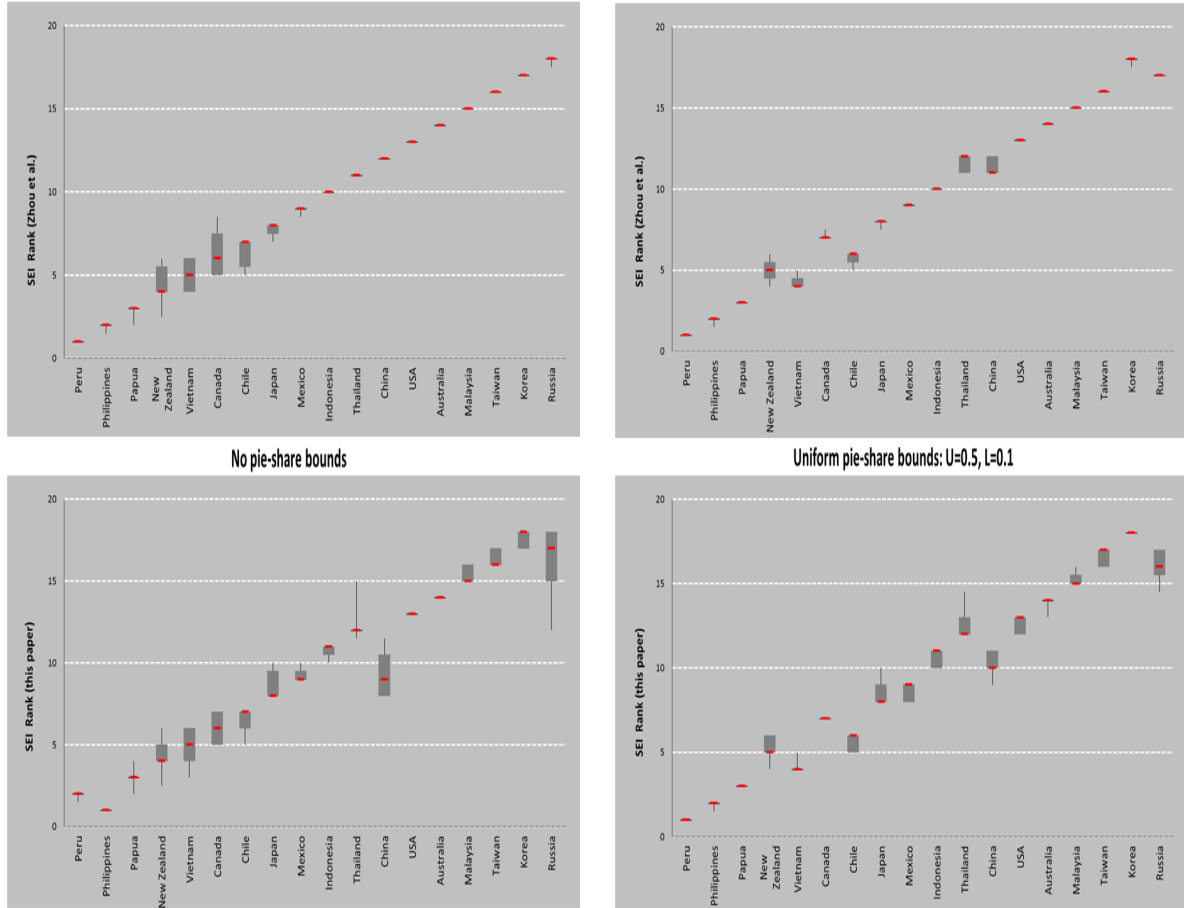 20
15
10
5
0
SEI Rank (Zhou et al.)
Peru
Philippines
Papua
New
Zealand
Vietnam
Canada
Chile
Japan
Mexico
Indonesia
Thailand
China
USA
Australia
Malaysia
Taiwan
Korea
Russia
20
15
10
5
0
SEI Rank (Zhou et al.)
Peru
Philippines
Papua
New Zealand
Vietnam
Canada
Chile
Japan
Mexico
Indonesia
Thailand
China
USA
Australia
Malaysia
Taiwan
Korea
Russia
No pie-share bounds
Uniform pie-share bounds: U=0.5, L=0.1
20
15
10
5
0
SEI Rank (this paper)
Peru
Philippines
Papua
New Zealand
Vietnam
Canada
Chile
Japan
Mexico
Indonesia
Thailand
China
USA
Australia
Malaysia
Taiwan
Korea
Russia
20
15
10
5
0
SEI Rank (this paper)
Peru
Philippines
Papua
New
Zealand
Vietnam
Canada
Chile
Japan
Mexico
Indonesia
Thailand
China
USA
Australia
Malaysia
Taiwan
Korea
Russia